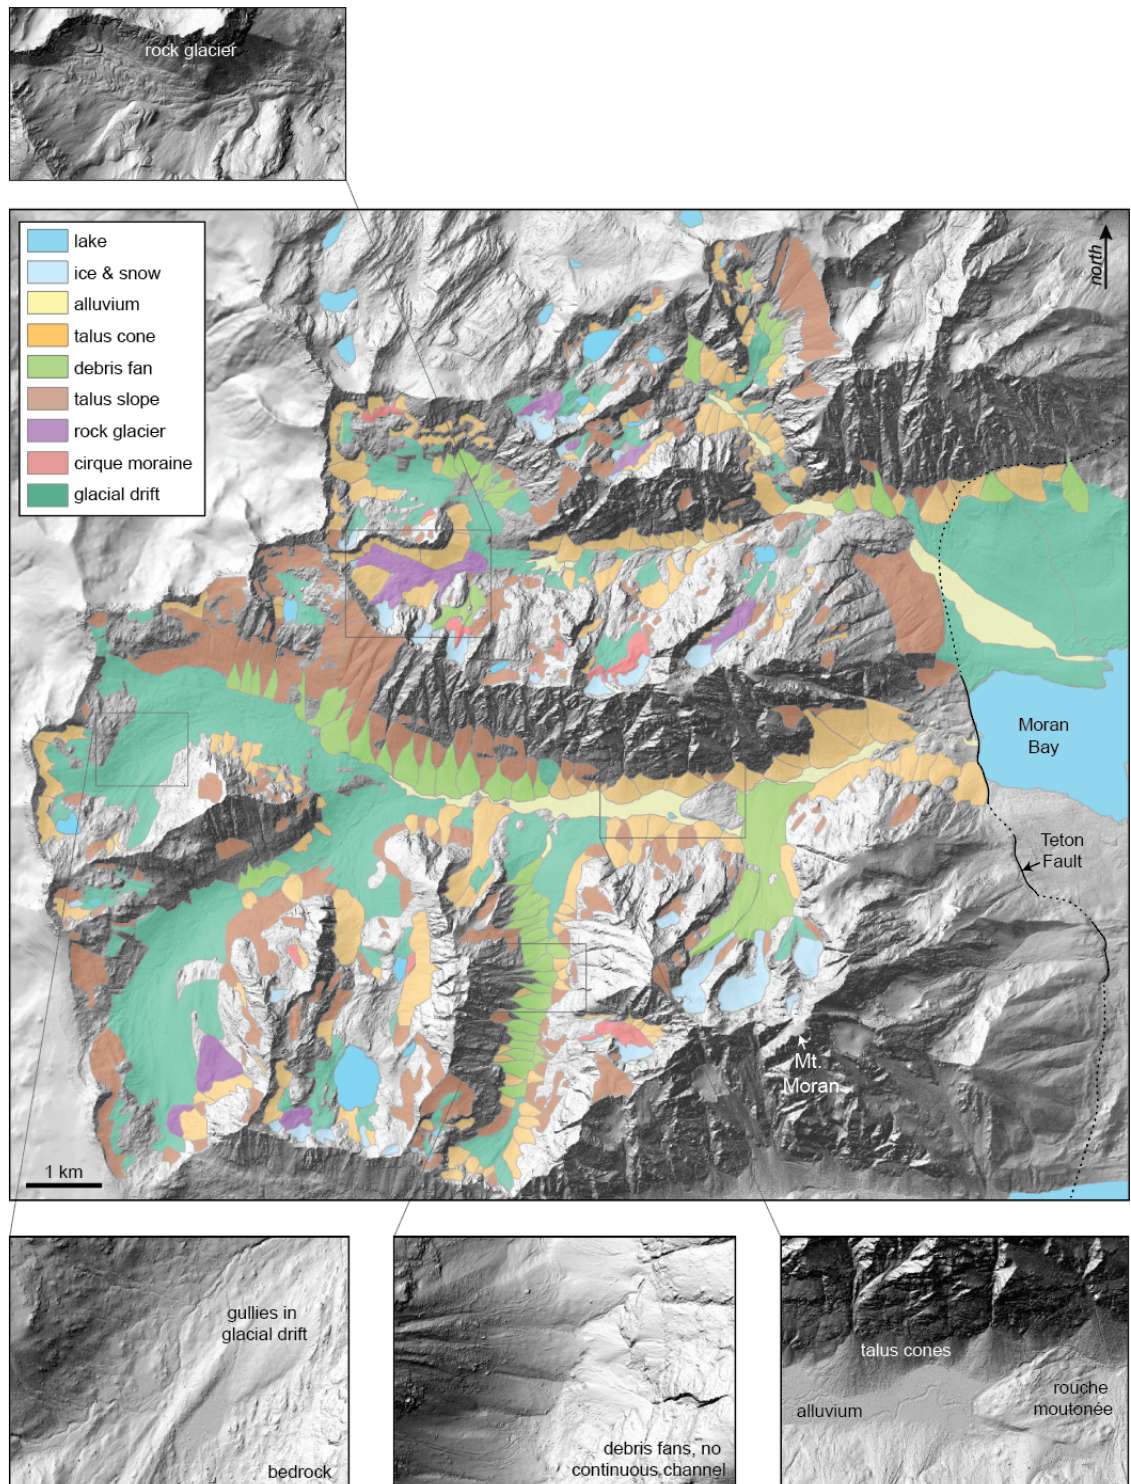 rock glacier
lake
ice & snow
alluvium
talus cone
debris fan
talus slope
rock glacier
cirque moraine
glacial drift
north
Moran
Bay
Teton
Fault
Mt.
Moran
1 km
gullies in
glacial drift
bedrock
debris fans, no
continuous channel
talus cones
alluvium
rouche
moutonée